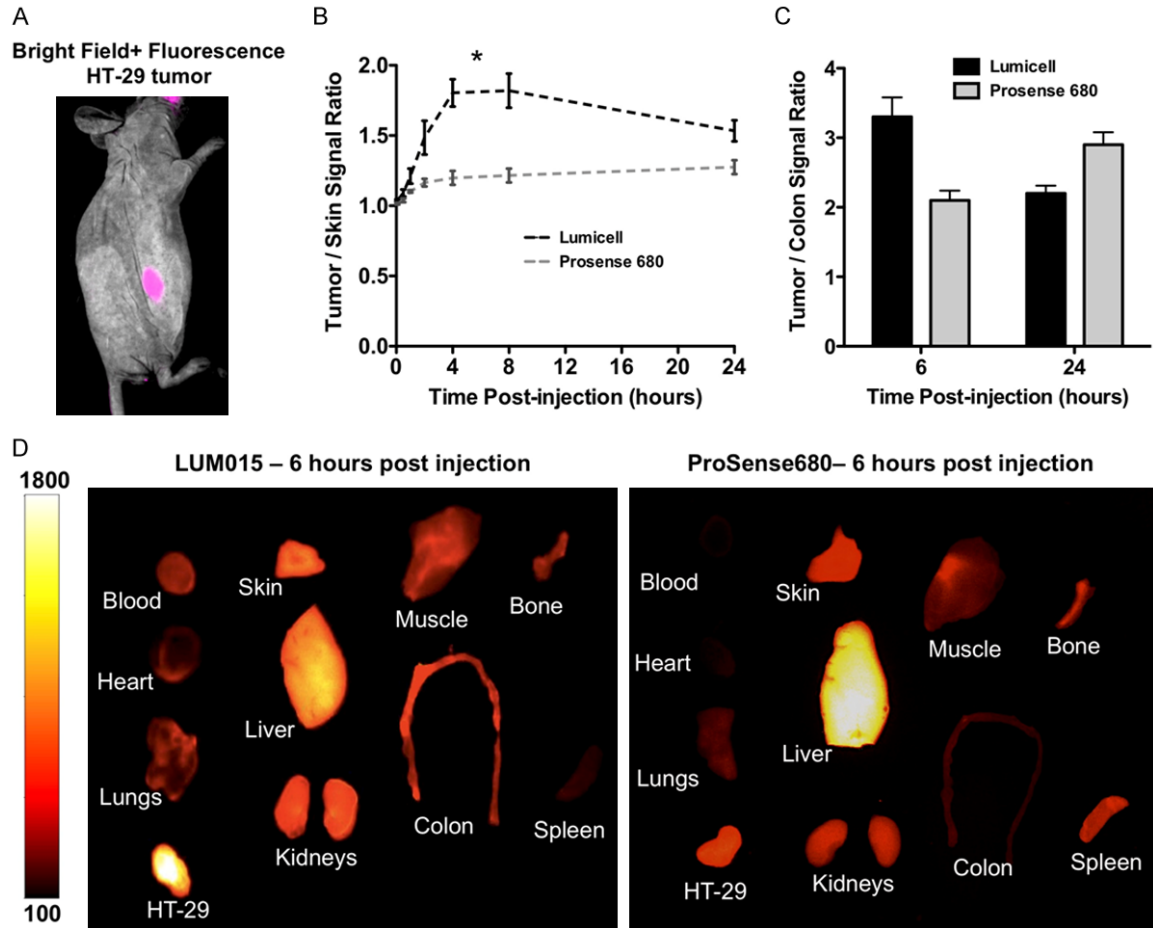 A
Bright Field+ Fluorescence
HT-29 tumor
B
Tumor / Skin Signal Ratio
2.0
1.5
1.0
0.5
0.0
*
Lumicell
Prosense 680
0 4 8 12 16 20 24
Time Post-injection (hours)
C
Tumor / Colon Signal Ratio
4
3
2
1
0
Lumicell
Prosense 680
6 24
Time Post-injection (hours)
D
1800
100
LUM015 – 6 hours post injection
Blood
Skin
Muscle
Bone
Heart
Liver
Lungs
Colon
Spleen
Kidneys
HT-29
ProSense680– 6 hours post injection
Blood
Skin
Muscle
Bone
Heart
Liver
Lungs
Colon
Spleen
Kidneys
HT-29